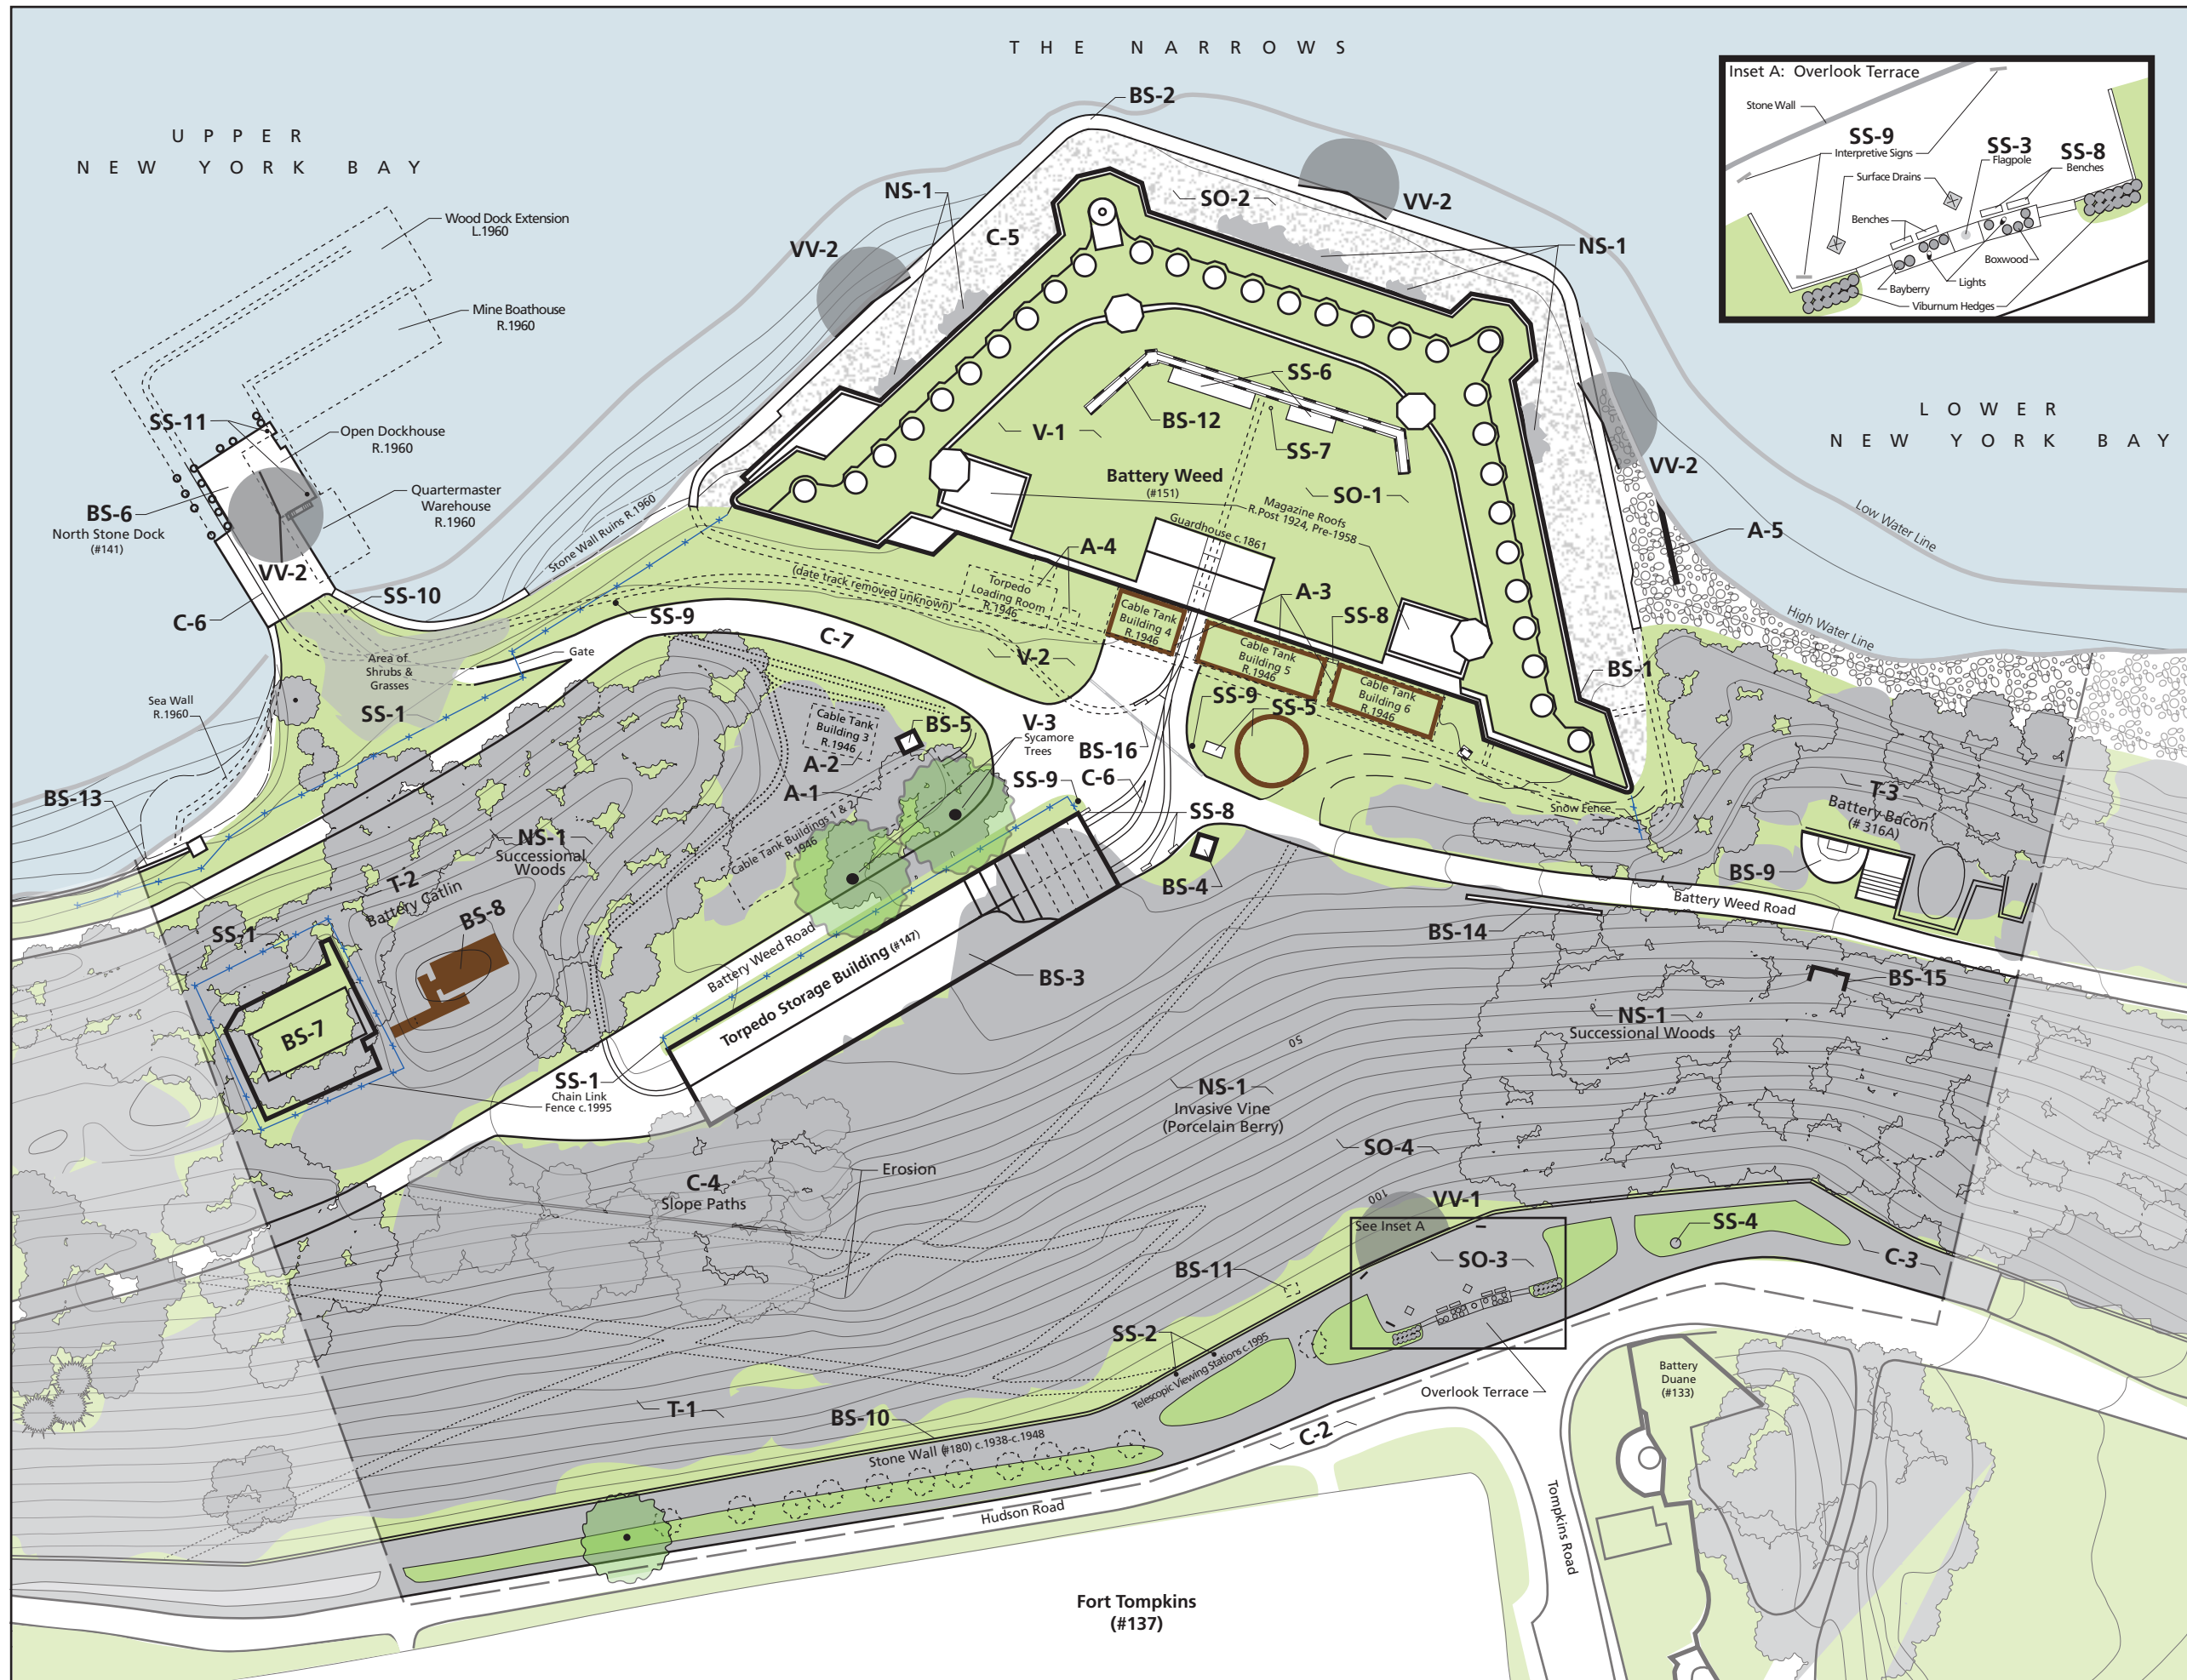 THE NARROWS
UPPER
NEW YORK BAY
LOWER
NEW YORK BAY
Inset A: Overlook Terrace
Stone Wall
SS-9
Interpretive Signs
SS-3
Flagpole
SS-8
Benches
Surface Drains
Benches
Boxwood
Lights
Bayberry
Viburnum Hedges
BS-2
NS-1
SO-2
VV-2
C-5
NS-1
VV-2
Wood Dock Extension
L.1960
Mine Boathouse
R.1960
SS-11
Open Dockhouse
R.1960
Quartermaster
Warehouse
R.1960
BS-6
North Stone Dock
(#141)
VV-2
C-6
SS-10
Stone Wall Ruins R.1960
SS-6
BS-12
V-1
SS-7
Battery Weed
(#151)
SO-1
Magazine Roofs
R.Post 1924, Pre-1958
Guardhouse c.1861
VV-2
A-5
Low Water Line
High Water Line
A-4
(date track removed unknown)
Torpedo
Loading Room
R.1946
A-3
SS-8
Cable Tank
Building 4
R.1946
Cable Tank
Building 5
R.1946
Cable Tank
Building 6
R.1946
SS-9
C-7
V-2
BS-1
Gate
Area of
Shrubs &
Grasses
SS-1
Sea Wall
R.1960
SS-9
SS-5
Cable Tank
Building 3
R.1946
BS-5
V-3
Sycamore
Trees
BS-16
A-2
SS-9
C-6
A-1
Cable Tank Buildings 1 & 2
R.1946
SS-8
Snow Fence
T-3
Battery Bacon
(# 316A)
BS-13
NS-1
Successional
Woods
T-2
Battery Catlin
BS-8
SS-1
BS-7
BS-4
BS-9
Battery Weed Road
BS-14
BS-15
Battery Weed Road
Torpedo Storage Building (#147)
BS-3
NS-1
Successional Woods
50
SS-1
Chain Link
Fence c.1995
NS-1
Invasive Vine
(Porcelain Berry)
SO-4
Erosion
C-4
Slope Paths
100
VV-1
See Inset A
SS-4
SO-3
C-3
BS-11
SS-2
Telescopic Viewing Stations c.1995
Overlook Terrace
Battery
Duane
(#133)
T-1
BS-10
Stone Wall (#180) c.1938-c.1948
C-2
Hudson Road
Tompkins Road
Fort Tompkins
(#137)